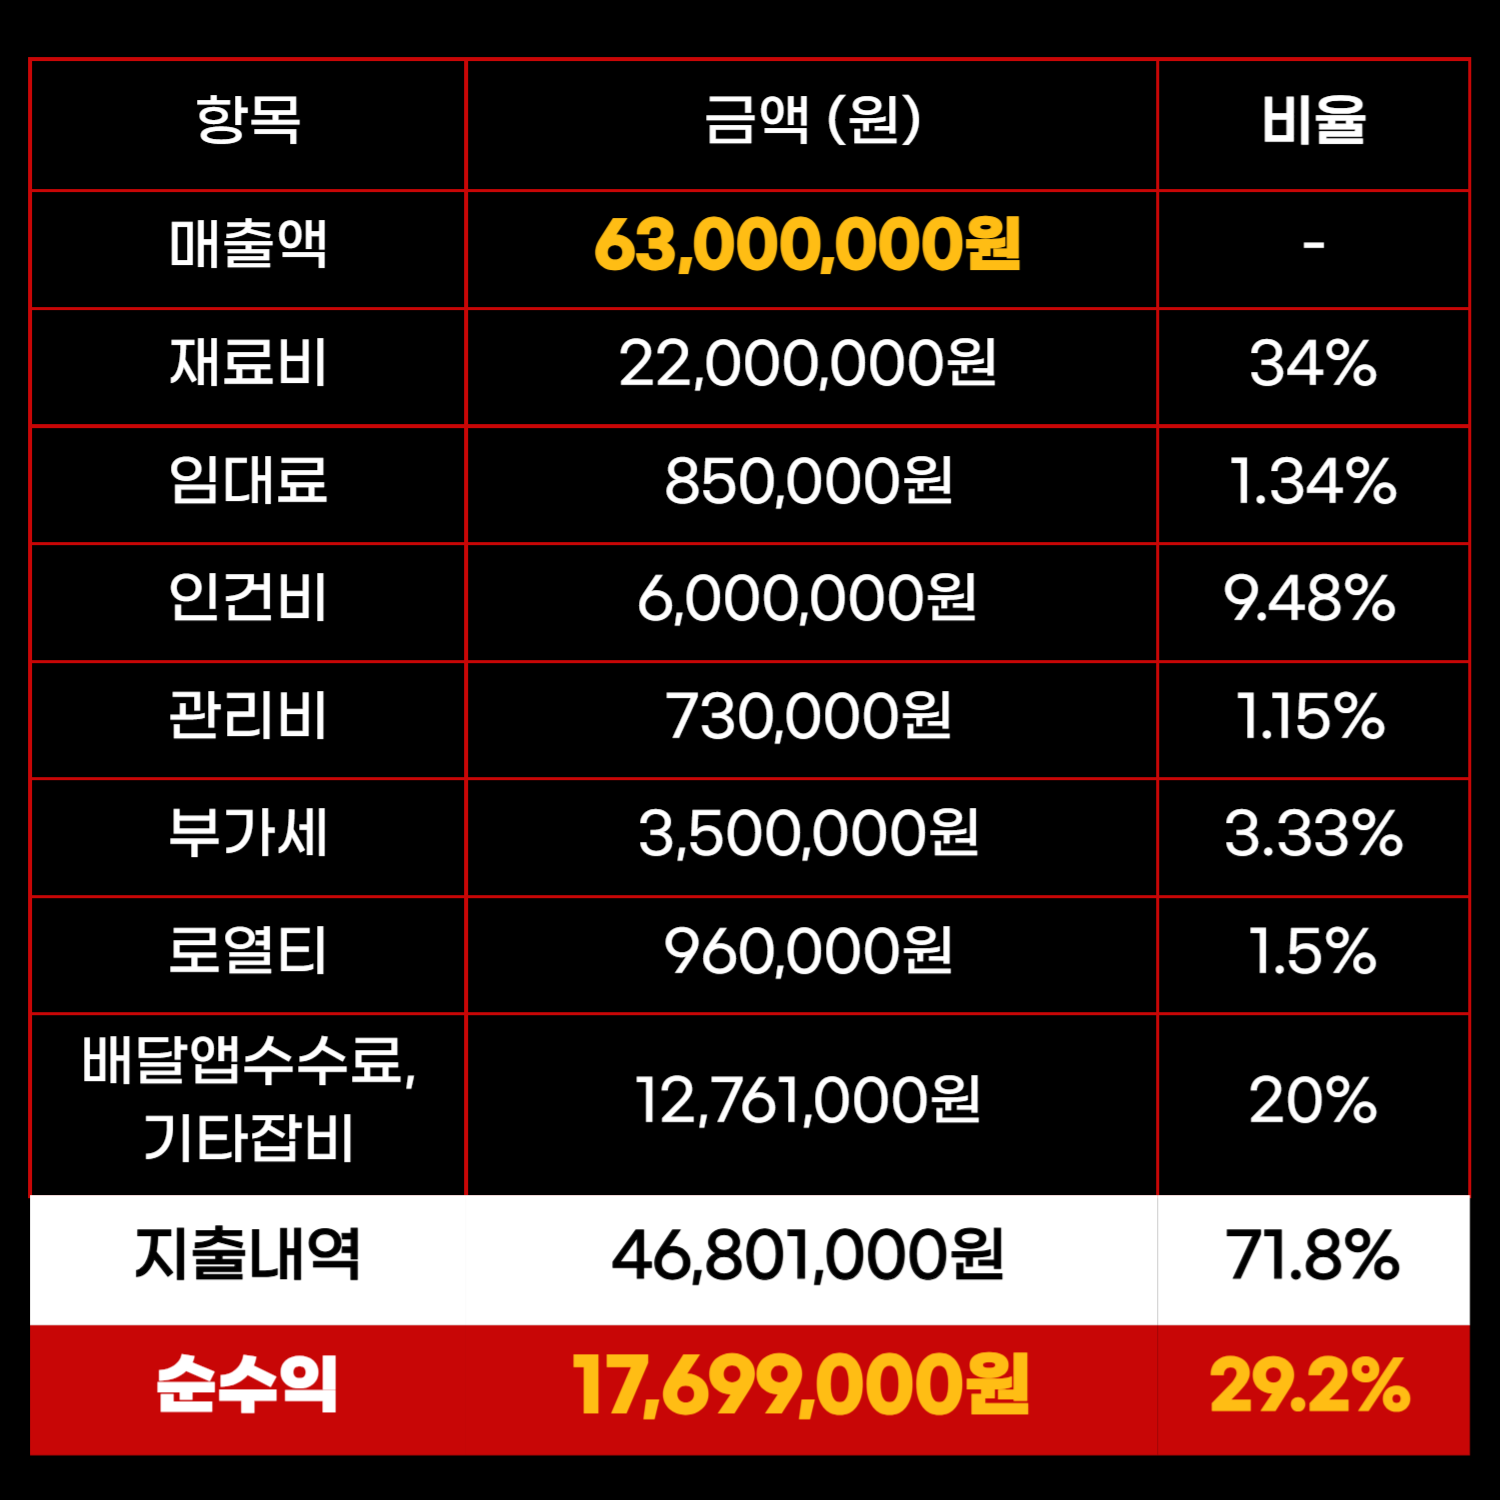 항목 금액 (원) 비율
매출액 63,000,000원 -
재료비 22,000,000원 34%
임대료 850,000원 1.34%
인건비 6,000,000원 9.48%
관리비 730,000원 1.15%
부가세 3,500,000원 3.33%
로열티 960,000원 1.5%
배달앱수수료,
기타잡비 12,761,000원 20%
지출내역 46,801,000원 71.8%
순수익 17,699,000원 29.2%